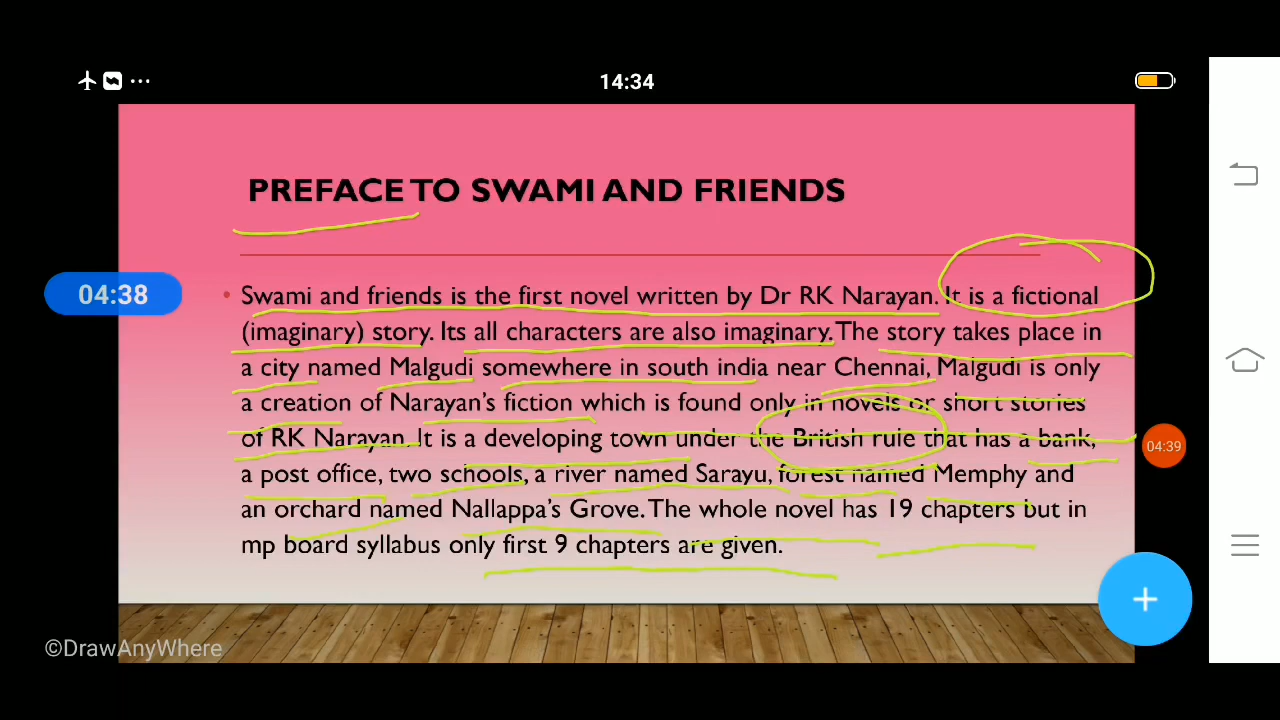 14:34
PREFACE TO SWAMI AND FRIENDS
04:38
• Swami and friends is the first novel written by Dr RK Narayan. It is a fictional
(imaginary) story. Its all characters are also imaginary. The story takes place in
a city named Malgudi somewhere in south india near Chennai, Malgudi is only
a creation of Narayan's fiction which is found only in novels or short stories
of RK Narayan. It is a developing town under the British rule that has a bank,
04:39
a post office, two schools, a river named Sarayu, forest named Memphy and
an orchard named Nallappa's Grove. The whole novel has 19 chapters but in
mp board syllabus only first 9 chapters are given.
+
©DrawAnyWhere